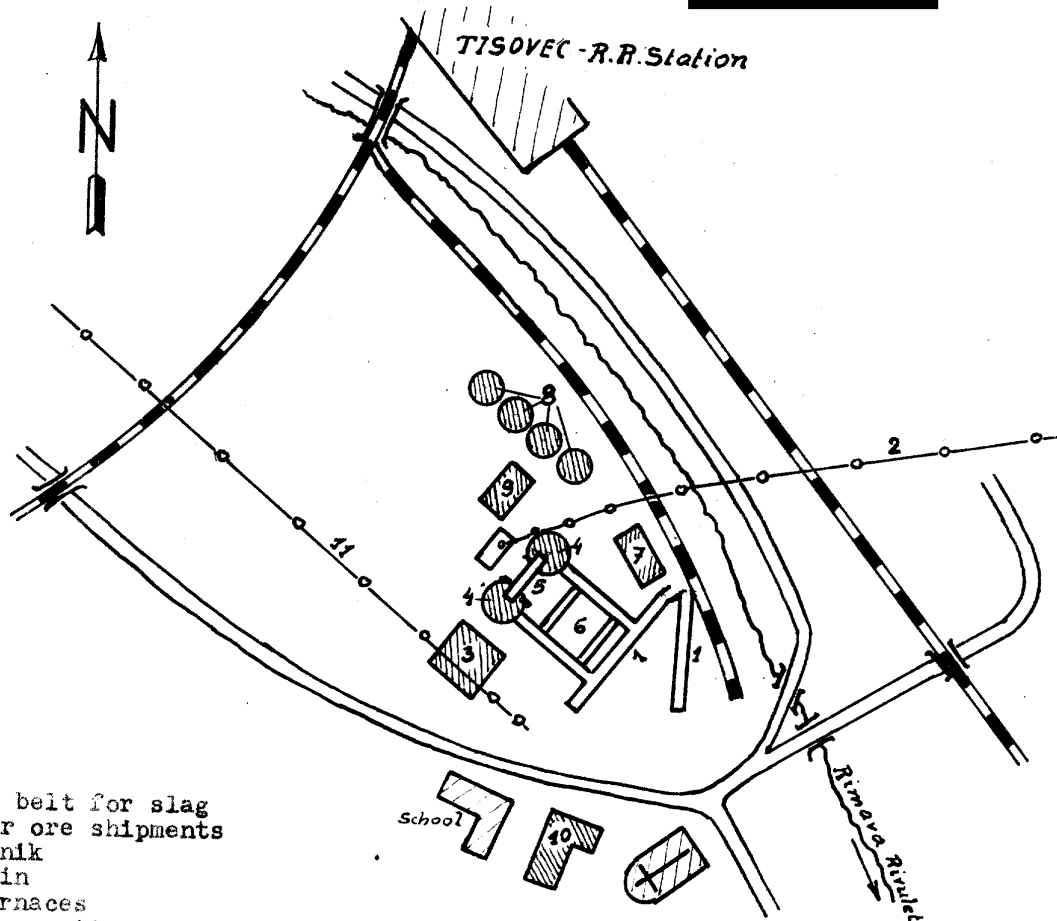 TISOVEC - R.R. Station
N
8
2
9
11
4
7
5
4
6
3
1
1
belt for slag
r ore shipments
nik
in
rnaces
School
10
Rimava Rivulet